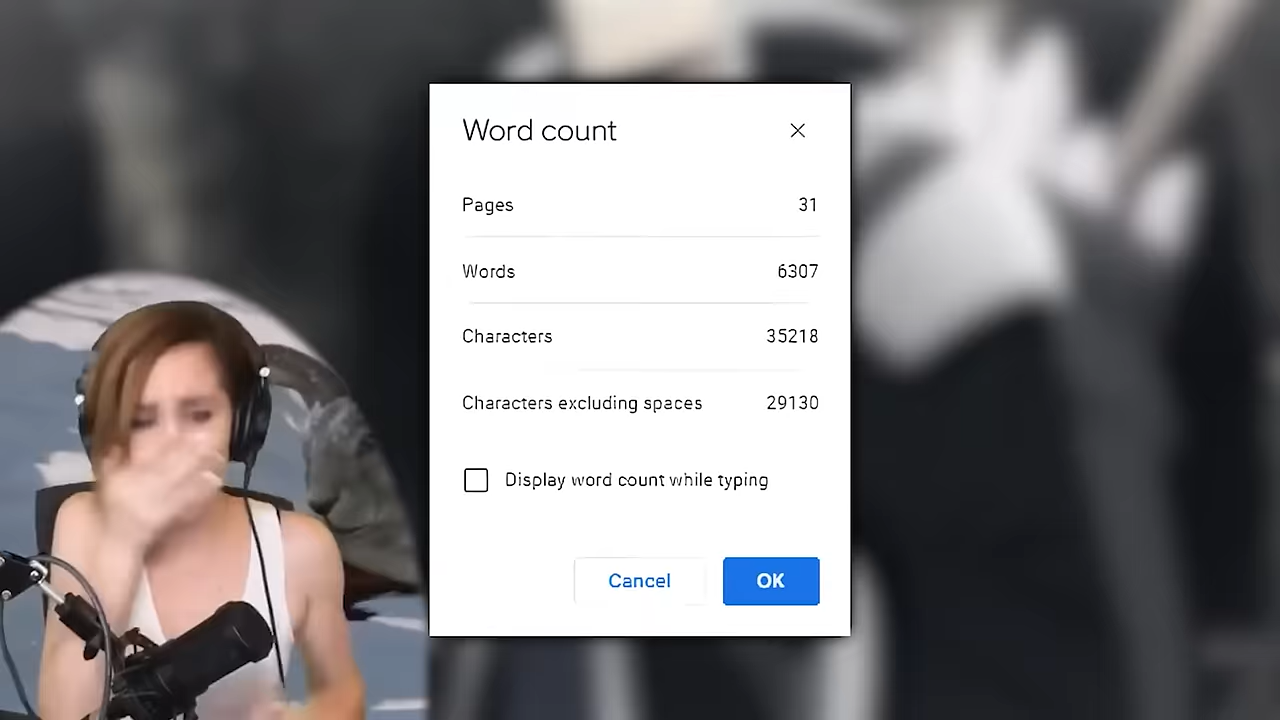 Word count
Pages 31
Words 6307
Characters 35218
Characters excluding spaces 29130
Display word count while typing
Cancel OK